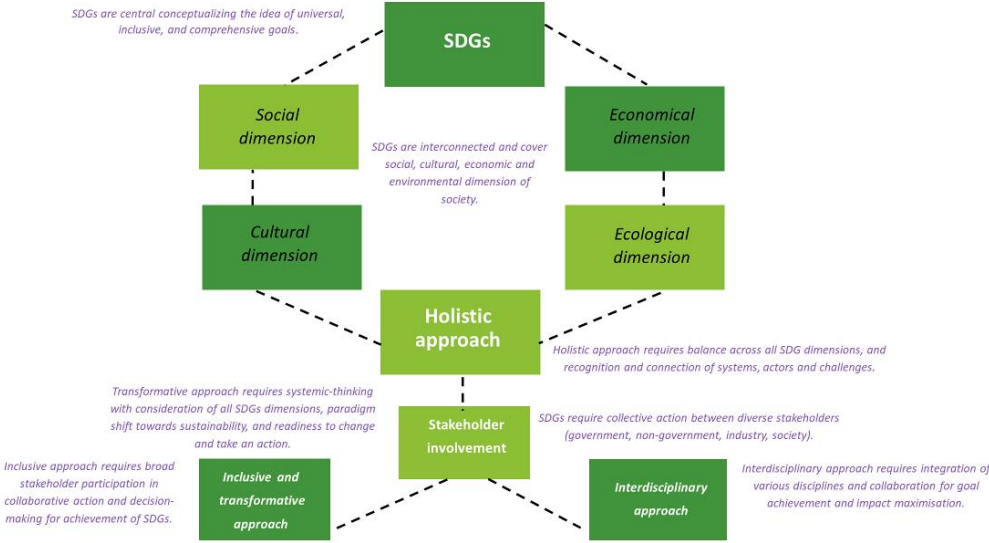 SDGs are central conceptualizing the idea of universal,
inclusive, and comprehensive goals.
SDGs
Social
dimension
Economical
dimension
SDGs are interconnected and cover
social, cultural, economic and
environmental dimension of
society.
Cultural
dimension
Ecological
dimension
Holistic
approach
Holistic approach requires balance across all SDG dimensions, and
recognition and connection of systems, actors and challenges.
Transformative approach requires systemic-thinking
with consideration of all SDGs dimensions, paradigm
shift towards sustainability, and readiness to change
and take an action.
Stakeholder
involvement
SDGs require collective action between diverse stakeholders
(government, non-government, industry, society).
Inclusive approach requires broad
stakeholder participation in
collaborative action and decision-
making for achievement of SDGs.
Inclusive and
transformative
approach
Interdisciplinary
approach
Interdisciplinary approach requires integration of
various disciplines and collaboration for goal
achievement and impact maximisation.